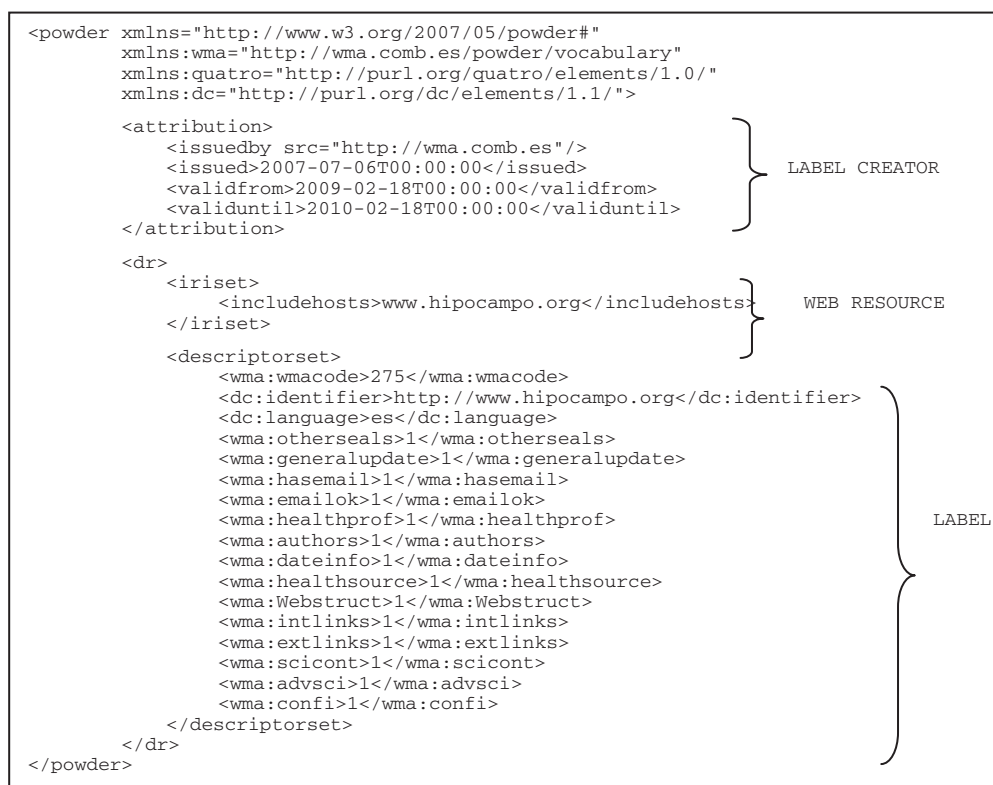 <powder xmlns="http://www.w3.org/2007/05/powder#"
xmlns:wma="http://wma.comb.es/powder/vocabulary"
xmlns:quatro="http://purl.org/quatro/elements/1.0/"
xmlns:dc="http://purl.org/dc/elements/1.1/">
<attribution>
<issuedby src="http://wma.comb.es"/>
<issued>2007-07-06T00:00:00</issued>
LABEL CREATOR
<validfrom>2009-02-18T00:00:00</validfrom>
<validuntil>2010-02-18T00:00:00</validuntil>
</attribution>
<dr>
<iriset>
<includehosts>www.hipocampo.org</includehosts>
WEB RESOURCE
</iriset>
<descriptorset>
<wma:wmacode>275</wma:wmacode>
<dc:identifier>http://www.hipocampo.org</dc:identifier>
<dc:language>es</dc:language>
<wma:otherseals>1</wma:otherseals>
<wma:generalupdate>1</wma:generalupdate>
<wma:hasemail>1</wma:hasemail>
<wma:emailok>1</wma:emailok>
<wma:healthprof>1</wma:healthprof>
LABEL
<wma:authors>1</wma:authors>
<wma:dateinfo>1</wma:dateinfo>
<wma:healthsource>1</wma:healthsource>
<wma:Webstruct>1</wma:Webstruct>
<wma:intlinks>1</wma:intlinks>
<wma:extlinks>1</wma:extlinks>
<wma:scicont>1</wma:scicont>
<wma:advsci>1</wma:advsci>
<wma:confi>1</wma:confi>
</descriptorset>
</dr>
</powder>